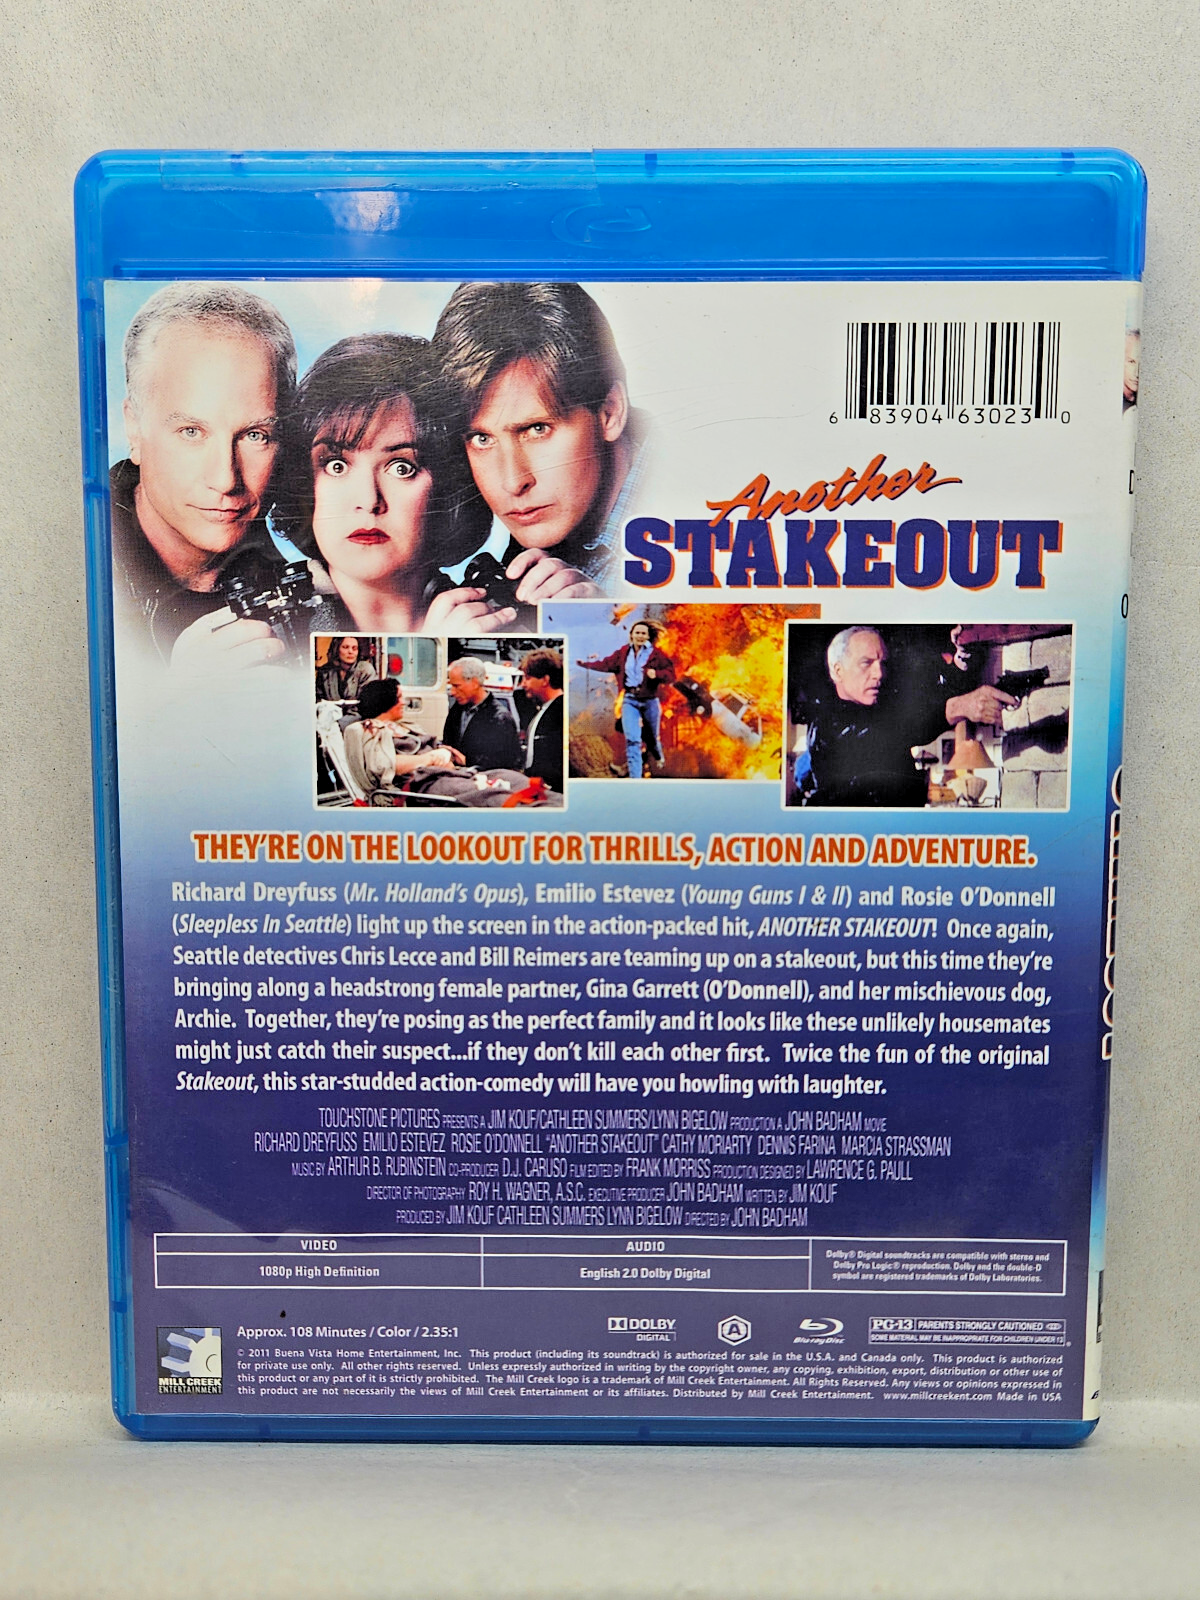 6 83904 63023 0
Another
STAKEOUT
THEY'RE ON THE LOOKOUT FOR THRILLS, ACTION AND ADVENTURE.
Richard Dreyfuss (Mr. Holland's Opus), Emilio Estevez (Young Guns I & II) and Rosie O'Donnell
(Sleepless In Seattle) light up the screen in the action-packed hit, ANOTHER STAKEOUT! Once again,
Seattle detectives Chris Lecce and Bill Reimers are teaming up on a stakeout, but this time they're
bringing along a headstrong female partner, Gina Garrett (O'Donnell), and her mischievous dog,
Archie. Together, they're posing as the perfect family and it looks like these unlikely housemates
might just catch their suspect...if they don't kill each other first. Twice the fun of the original
Stakeout, this star-studded action-comedy will have you howling with laughter.
TOUCHSTONE PICTURES PRESENTS A JIM KOUF/CATHLEEN SUMMERS/LYNN BIGELOW PRODUCTION A JOHN BADHAM MOVIE
RICHARD DREYFUSS EMILIO ESTEVEZ ROSIE O'DONNELL "ANOTHER STAKEOUT" CATHY MORIARTY DENNIS FARINA MARCIA STRASSMAN
MUSIC BY ARTHUR B. RUBINSTEIN CO-PRODUCER D.J. CARUSO FILM EDITED BY FRANK MORRISS PRODUCTION DESIGNED BY LAWRENCE G. PAULL
DIRECTOR OF PHOTOGRAPHY ROY H. WAGNER, A.S.C. EXECUTIVE PRODUCER JOHN BADHAM WRITTEN BY JIM KOUF
PRODUCED BY JIM KOUF CATHLEEN SUMMERS LYNN BIGELOW DIRECTED BY JOHN BADHAM
VIDEO
1080p High Definition
AUDIO
English 2.0 Dolby Digital
Dolby® Digital soundtracks are compatible with stereo and
Dolby Pro Logic® reproduction. Dolby and the double-D
symbol are registered trademarks of Dolby Laboratories.
MILL CREEK
ENTERTAINMENT
Approx. 108 Minutes / Color / 2.35:1
DOLBY
DIGITAL
A
Blu-ray Disc
PG-13 PARENTS STRONGLY CAUTIONED
SOME MATERIAL MAY BE INAPPROPRIATE FOR CHILDREN UNDER 13
© 2011 Buena Vista Home Entertainment, Inc. This product (including its soundtrack) is authorized for sale in the U.S.A. and Canada only. This product is authorized
for private use only. All other rights reserved. Unless expressly authorized in writing by the copyright owner, any copying, exhibition, export, distribution or other use of
this product or any part of it is strictly prohibited. The Mill Creek logo is a trademark of Mill Creek Entertainment. All Rights Reserved. Any views or opinions expressed in
this product are not necessarily the views of Mill Creek Entertainment or its affiliates. Distributed by Mill Creek Entertainment. www.millcreekent.com Made in USA